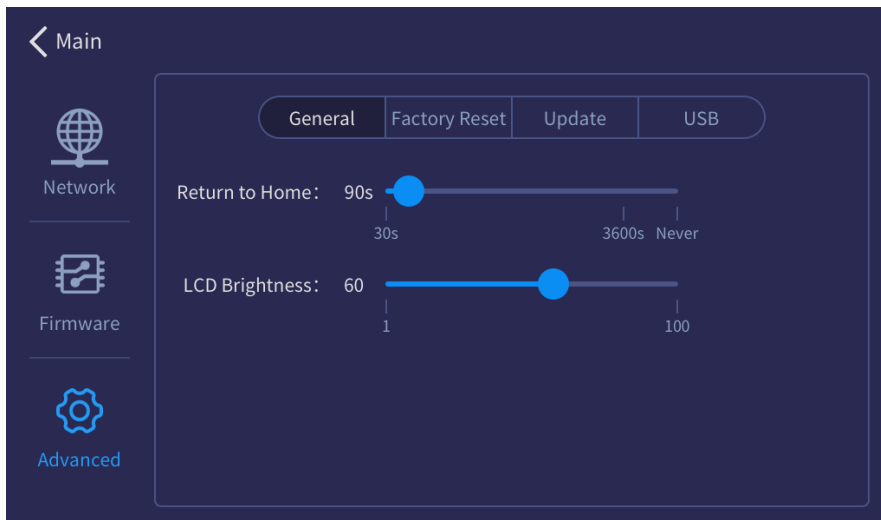 Main
Network
Firmware
Advanced
General Factory Reset Update USB
Return to Home: 90s
30s 3600s Never
LCD Brightness: 60
1 100